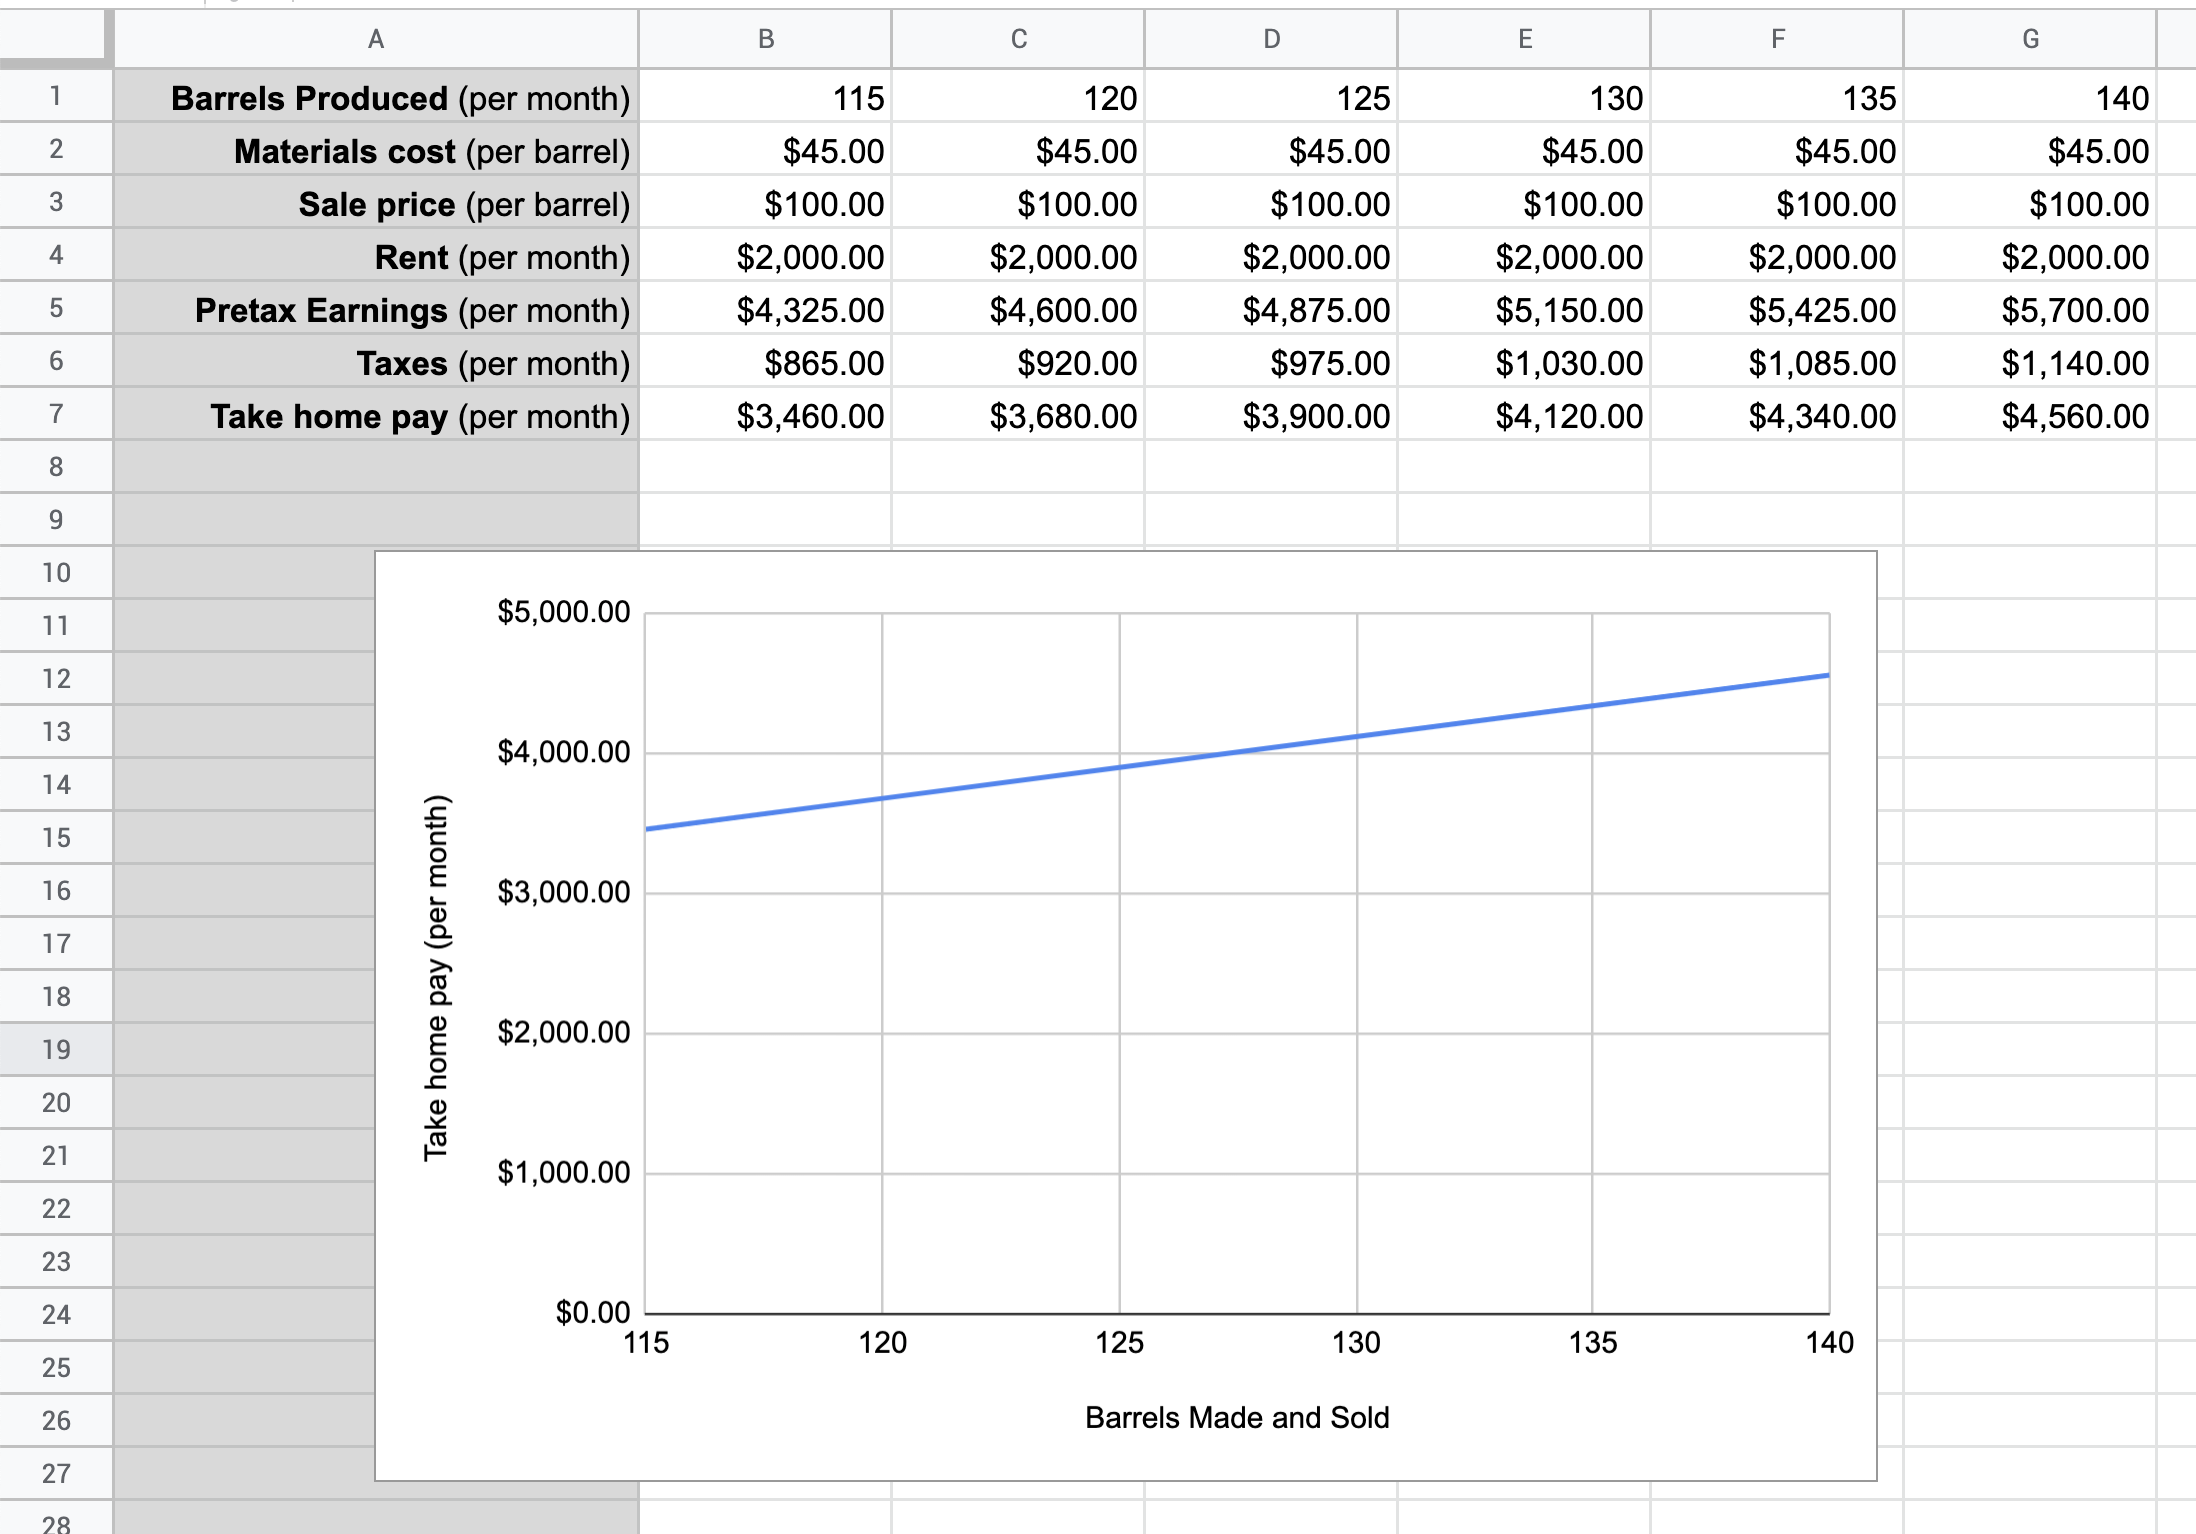 A B C D E F G
1 Barrels Produced (per month) 115 120 125 130 135 140
2 Materials cost (per barrel) $45.00 $45.00 $45.00 $45.00 $45.00 $45.00
3 Sale price (per barrel) $100.00 $100.00 $100.00 $100.00 $100.00 $100.00
4 Rent (per month) $2,000.00 $2,000.00 $2,000.00 $2,000.00 $2,000.00 $2,000.00
5 Pretax Earnings (per month) $4,325.00 $4,600.00 $4,875.00 $5,150.00 $5,425.00 $5,700.00
6 Taxes (per month) $865.00 $920.00 $975.00 $1,030.00 $1,085.00 $1,140.00
7 Take home pay (per month) $3,460.00 $3,680.00 $3,900.00 $4,120.00 $4,340.00 $4,560.00
8
9
10
11
12
13
14
15
16
17
18
19
20
21
22
23
24
25
26
27
28
Take home pay (per month)
$5,000.00
$4,000.00
$3,000.00
$2,000.00
$1,000.00
$0.00
115 120 125 130 135 140
Barrels Made and Sold